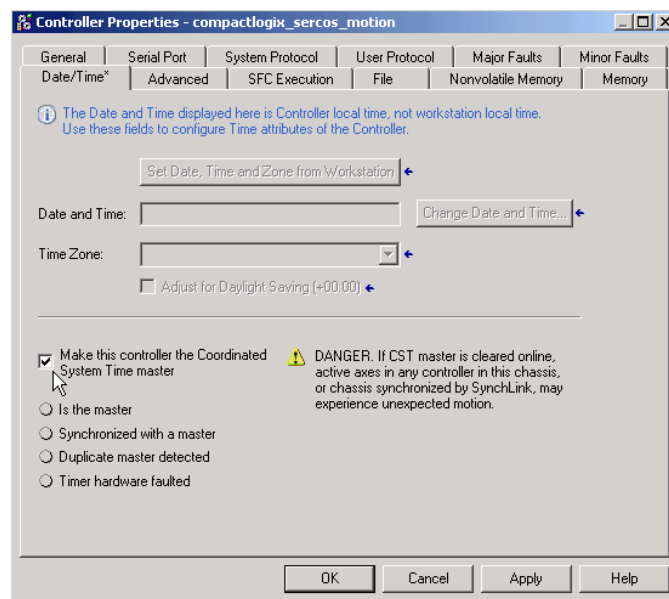 Controller Properties - compactlogix_sercos_motion
General Serial Port System Protocol User Protocol Major Faults Minor Faults
Date/Time* Advanced SFC Execution File Nonvolatile Memory Memory
The Date and Time displayed here is Controller local time, not workstation local time.
Use these fields to configure Time attributes of the Controller.
Set Date, Time and Zone from Workstation
Date and Time:
Change Date and Time...
Time Zone:
Adjust for Daylight Saving (+00:00)
Make this controller the Coordinated
System Time master
DANGER. If CST master is cleared online,
active axes in any controller in this chassis,
or chassis synchronized by SynchLink, may
experience unexpected motion.
Is the master
Synchronized with a master
Duplicate master detected
Timer hardware faulted
OK Cancel Apply Help